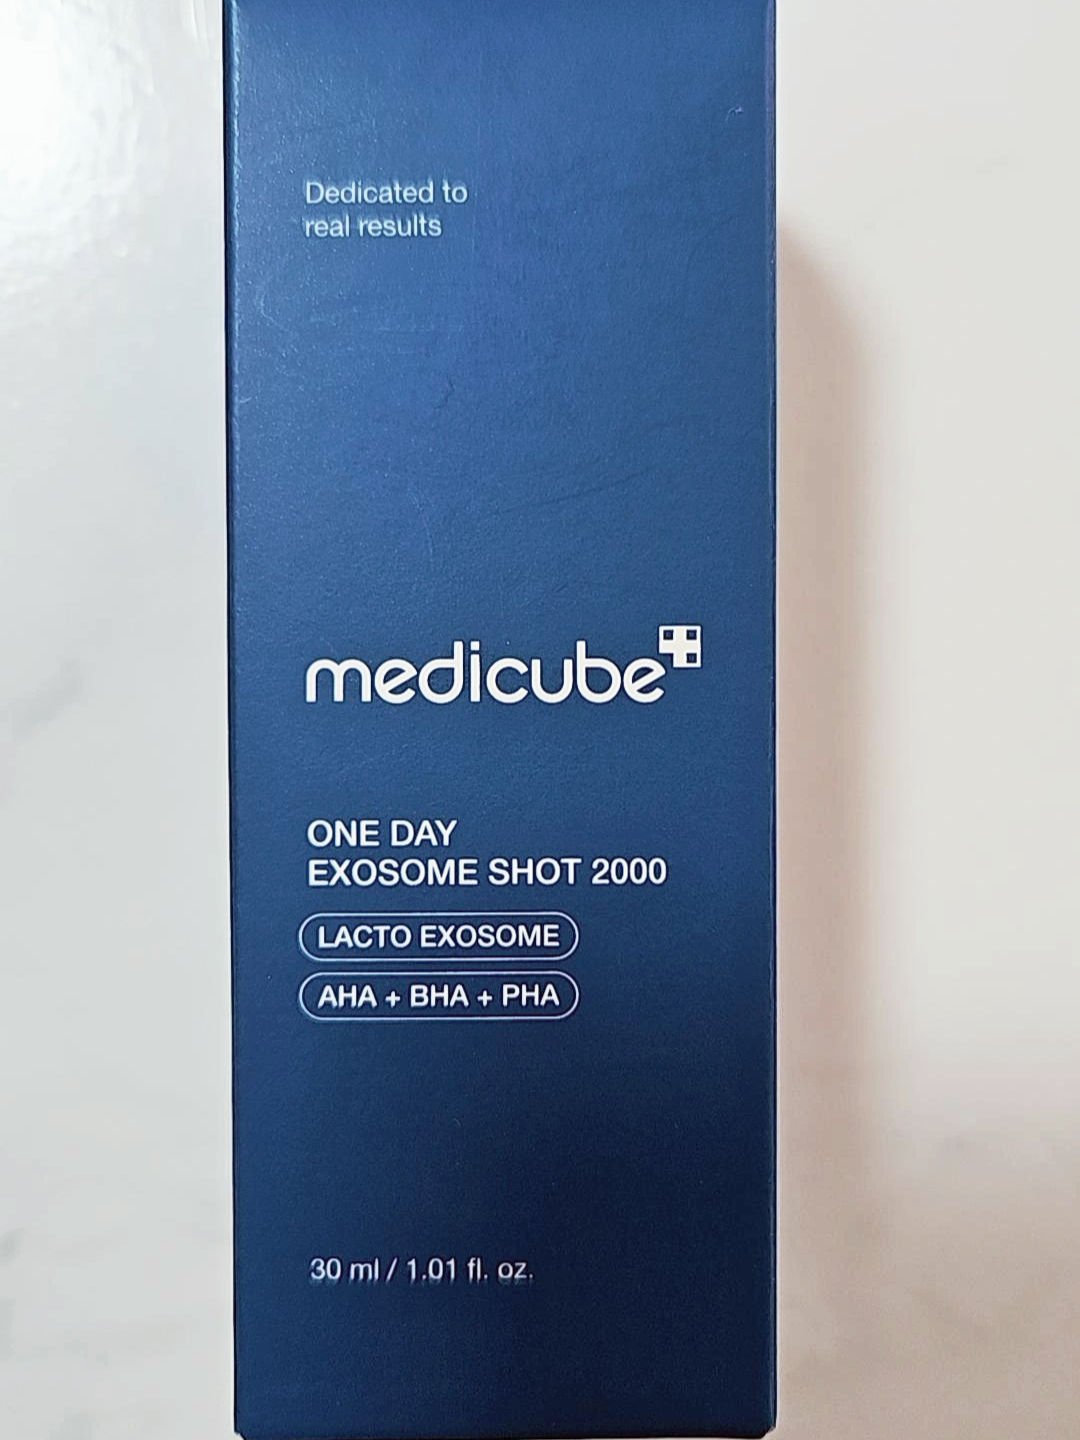 Dedicated to
real results
medicube
ONE DAY
EXOSOME SHOT 2000
LACTO EXOSOME
AHA + BHA + PHA
30 ml / 1.01 fl. oz.